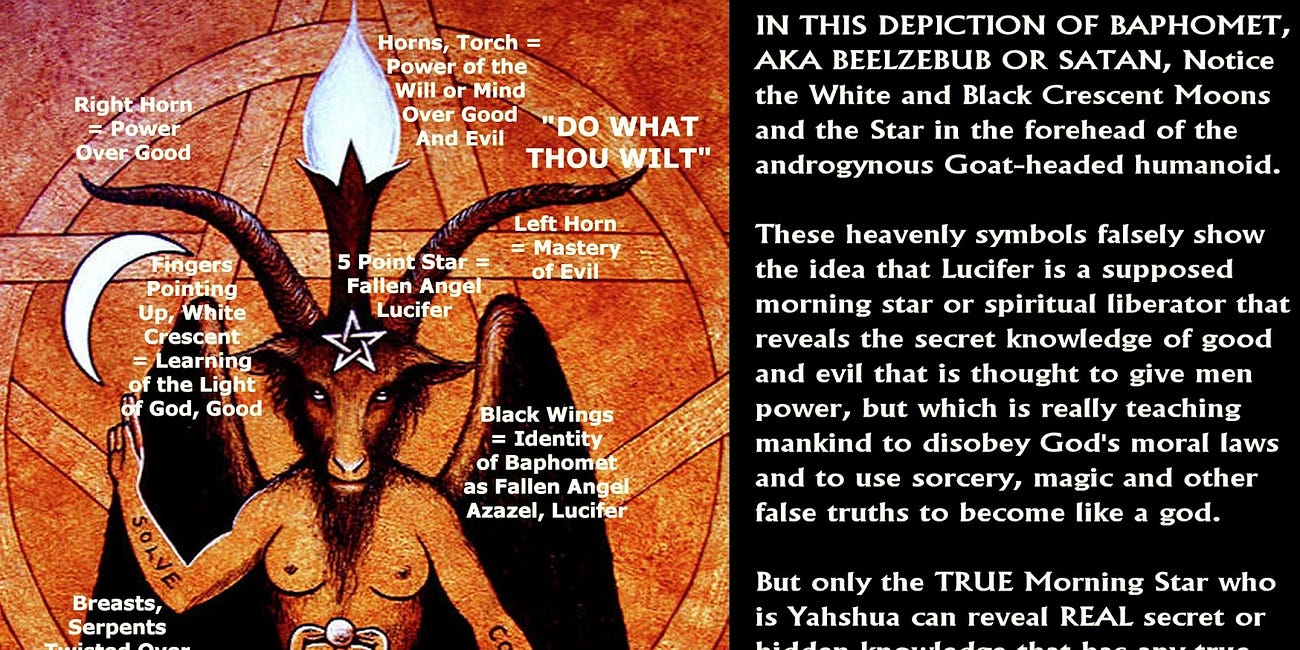 Horns, Torch =
Power of the
Will or Mind
Over Good
And Evil
Right Horn
= Power
Over Good
"DO WHAT
THOU WILT"
Left Horn
= Mastery
of Evil
5 Point Star =
Fallen Angel
Lucifer
Fingers
Pointing
Up, White
Crescent
= Learning
of the Light
of God, Good
Black Wings
= Identity
of Baphomet
as Fallen Angel
Azazel, Lucifer
SOLVE
Breasts,
Serpents
Twisted Over
IN THIS DEPICTION OF BAPHOMET,
AKA BEELZEBUB OR SATAN, Notice
the White and Black Crescent Moons
and the Star in the forehead of the
androgynous Goat-headed humanoid.
These heavenly symbols falsely show
the idea that Lucifer is a supposed
morning star or spiritual liberator that
reveals the secret knowledge of good
and evil that is thought to give men
power, but which is really teaching
mankind to disobey God's moral laws
and to use sorcery, magic and other
false truths to become like a god.
But only the TRUE Morning Star who
is Yahshua can reveal REAL secret or
hidden knowledge that has any true